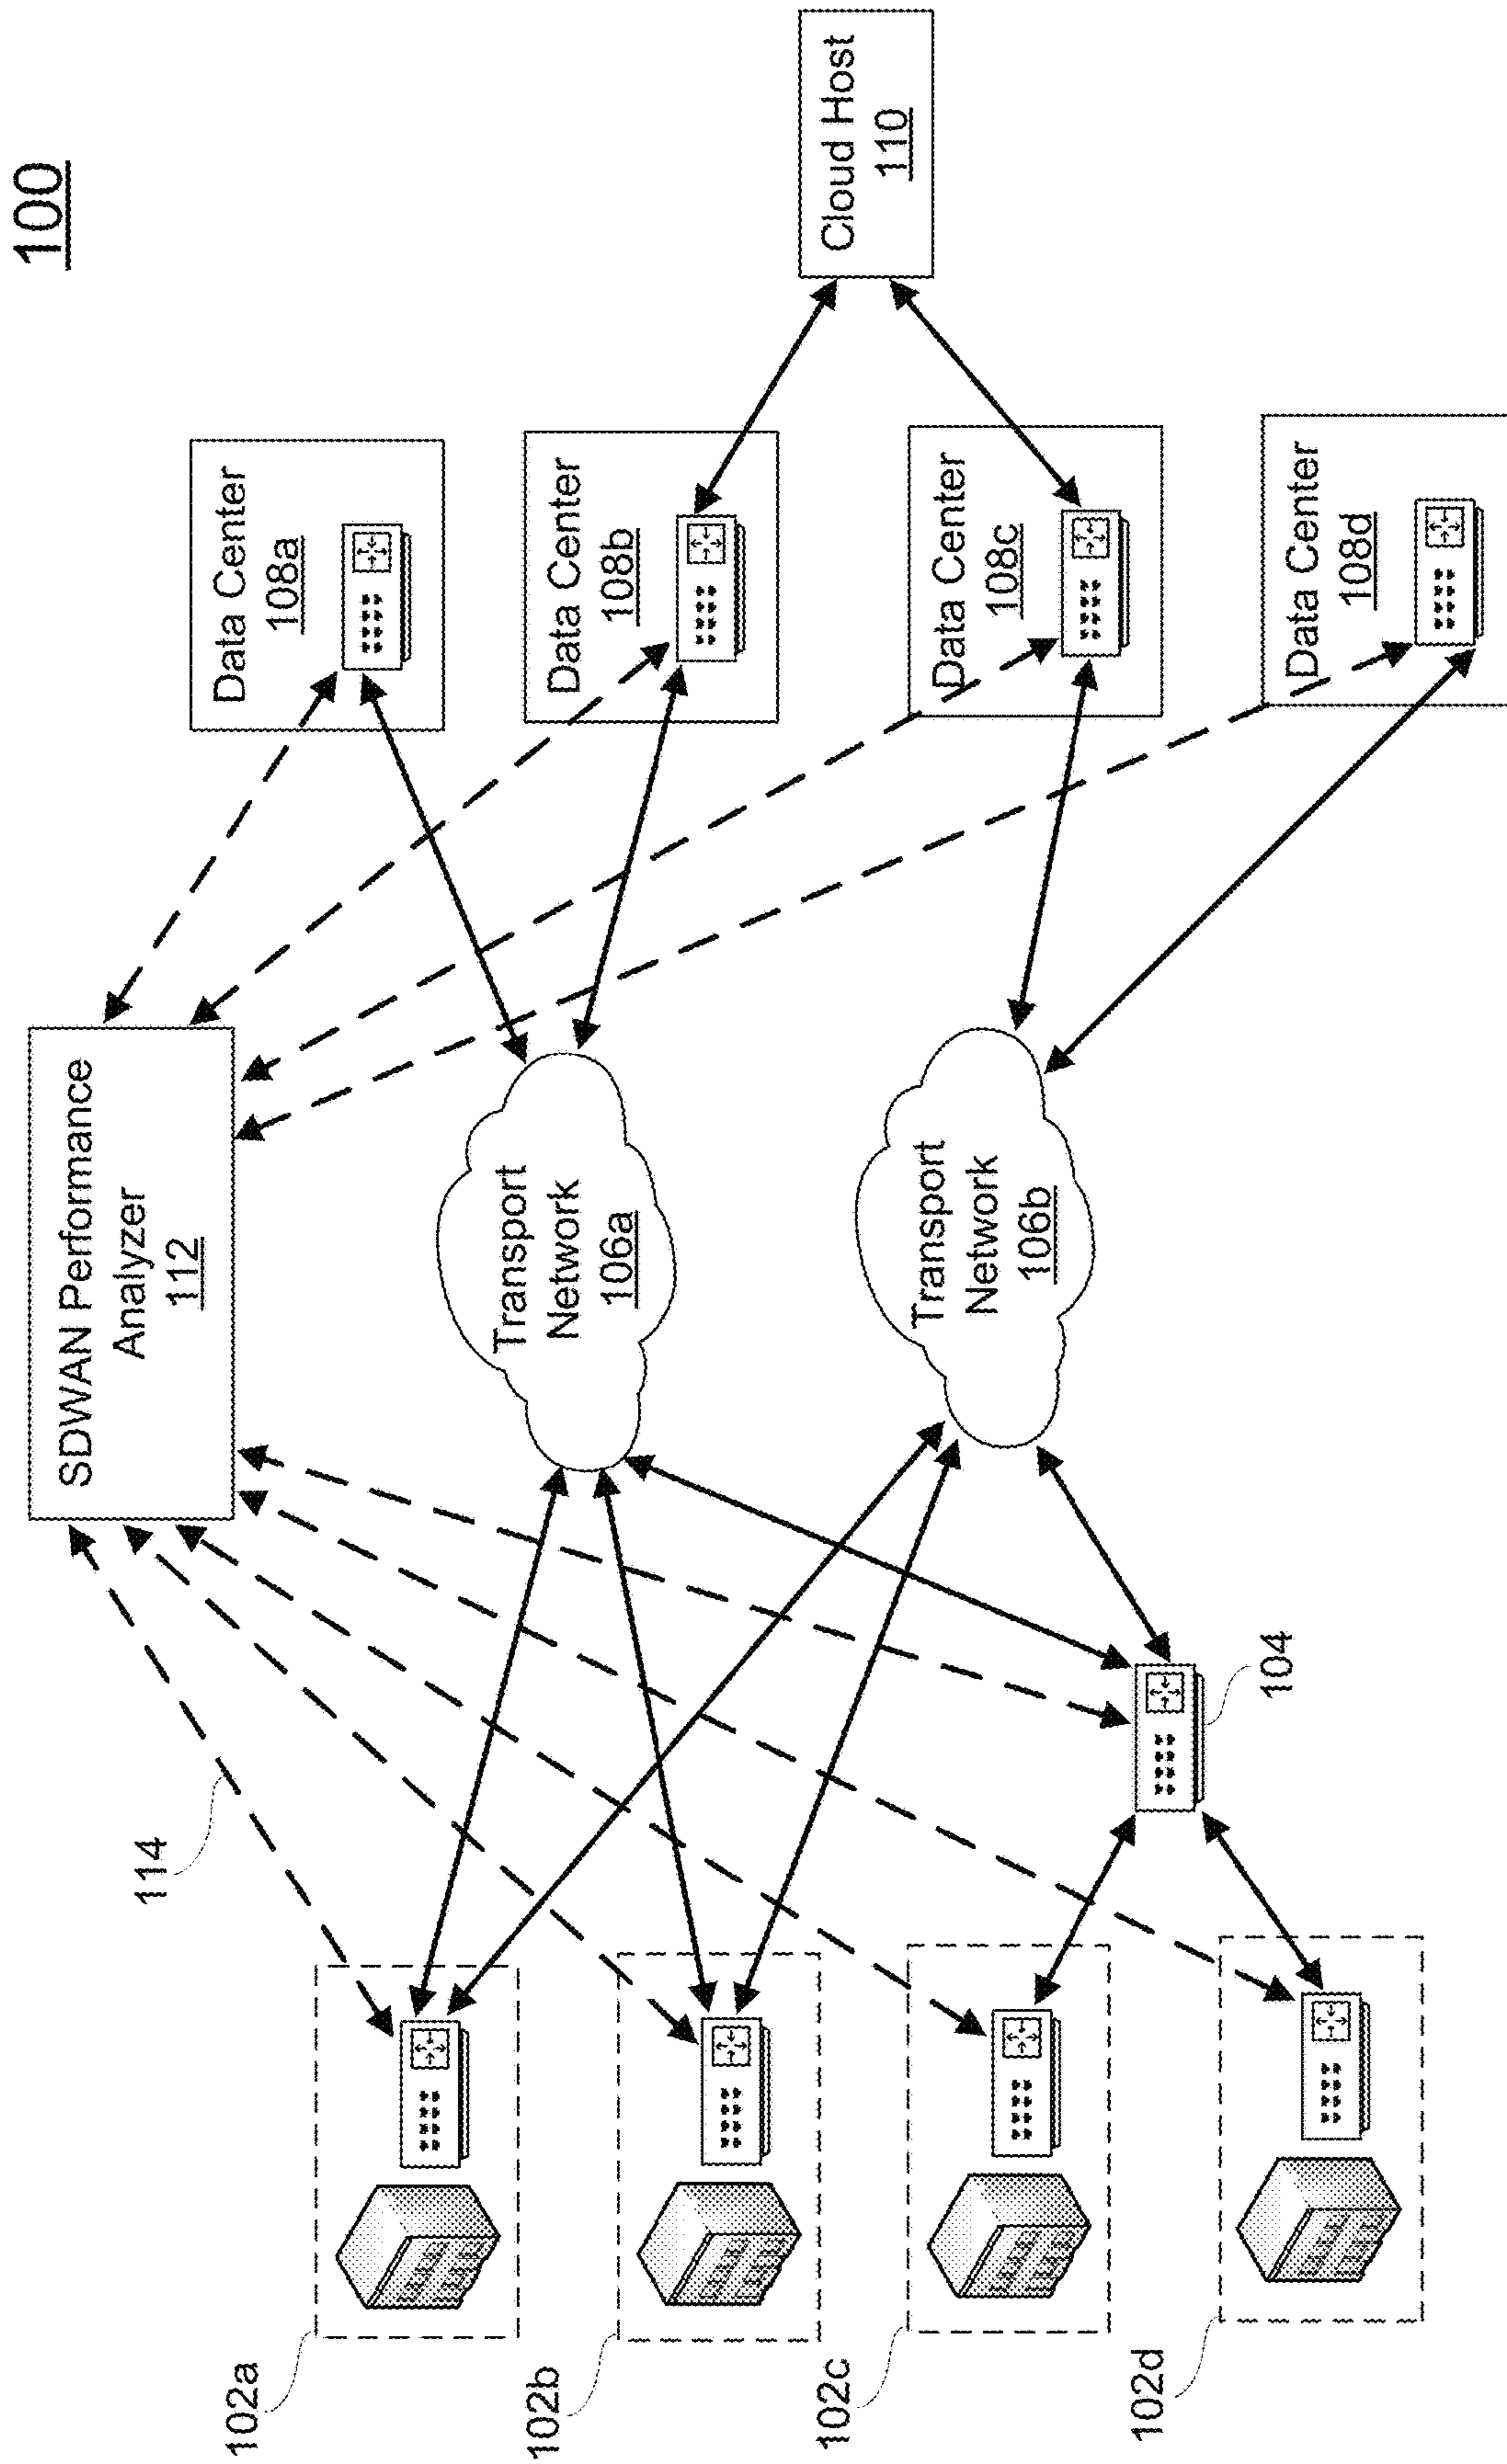 100
SDWAN Performance
Analyzer
112
114
102a
102b
102c
102d
104
Transport
Network
106a
Transport
Network
106b
Data Center
108a
Data Center
108b
Data Center
108c
Data Center
108d
Cloud Host
110